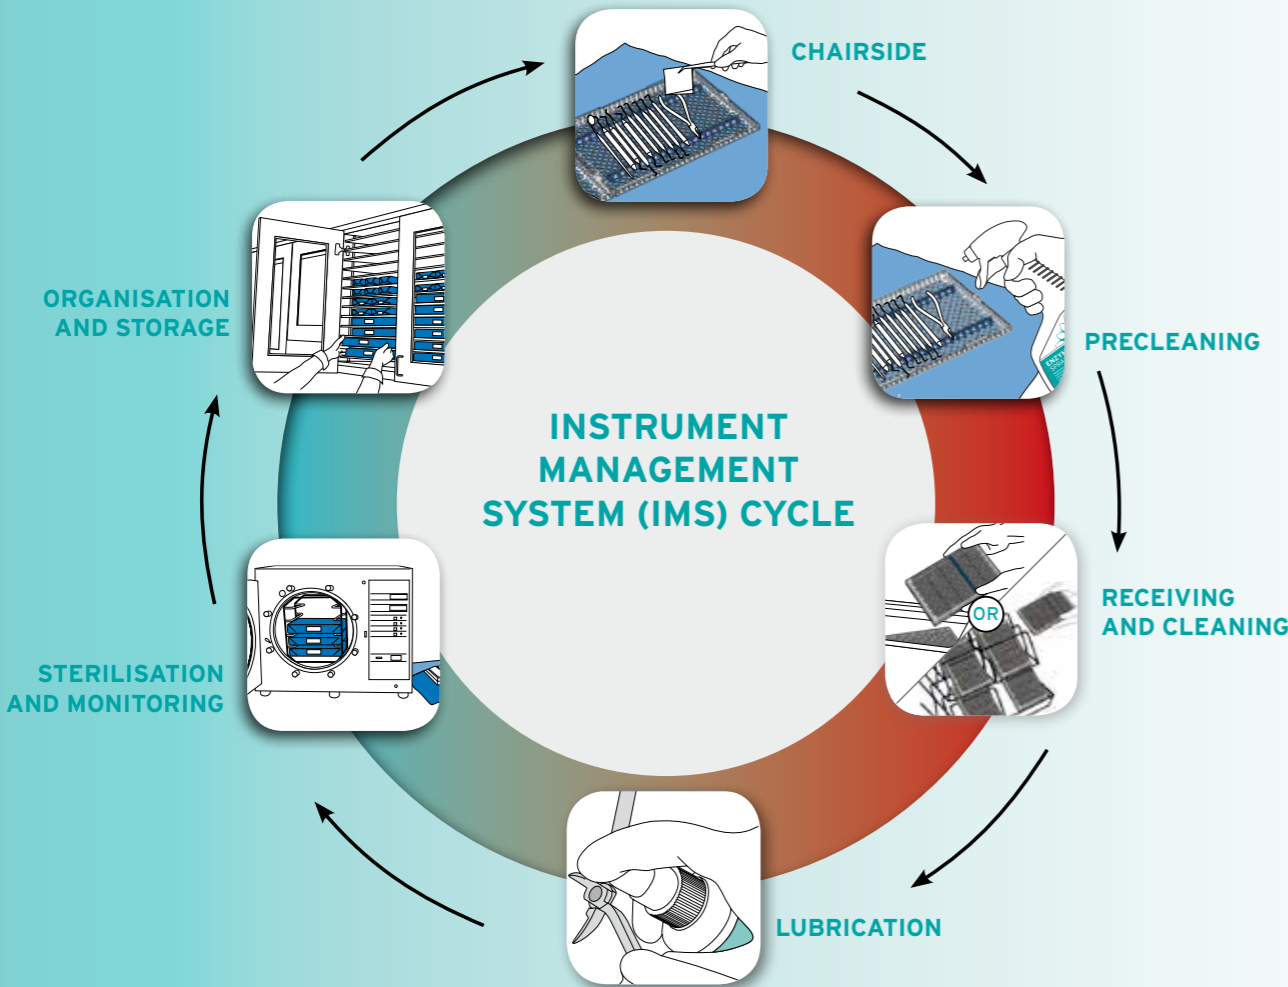 CHAIRSIDE
PRECLEANING
RECEIVING
AND CLEANING
OR
LUBRICATION
STERILISATION
AND MONITORING
ORGANISATION
AND STORAGE
INSTRUMENT
MANAGEMENT
SYSTEM (IMS) CYCLE